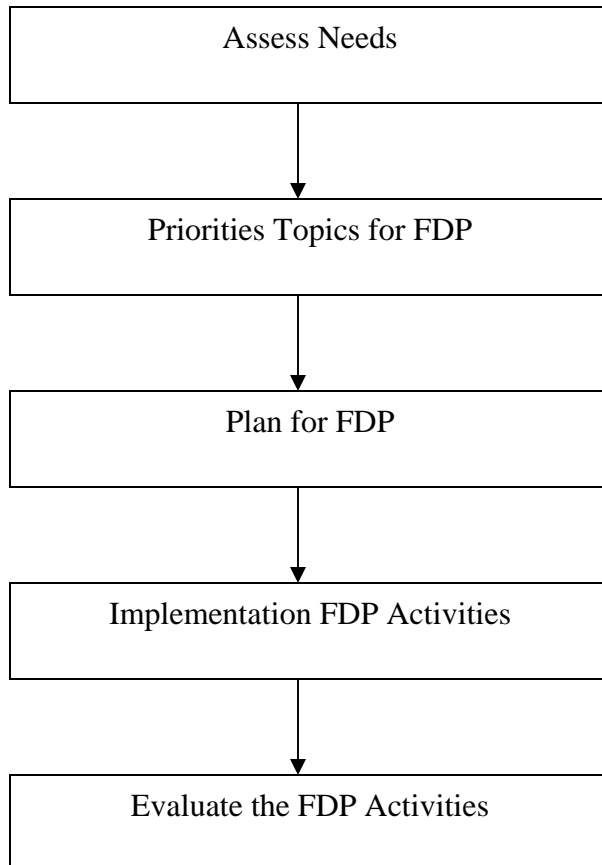 Assess Needs
Priorities Topics for FDP
Plan for FDP
Implementation FDP Activities
Evaluate the FDP Activities